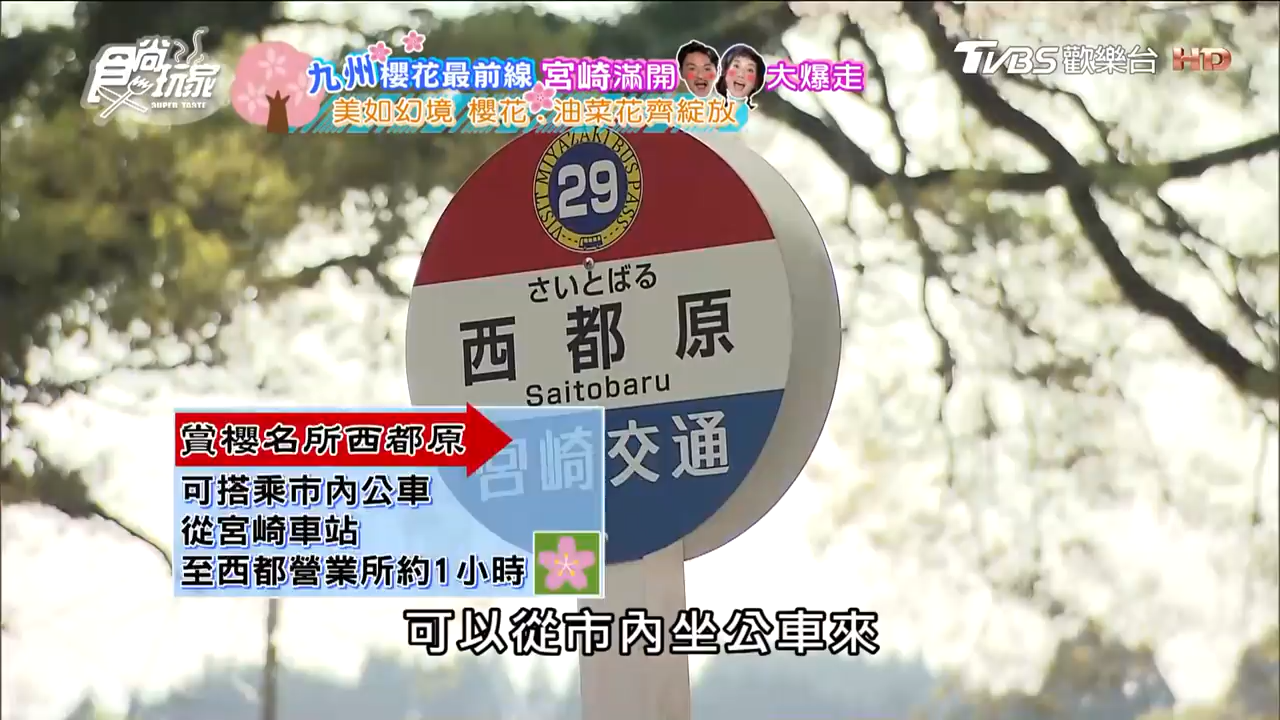 食尚玩家
SUPER TASTE
九州櫻花最前線 宮崎滿開 大爆走
美如幻境 櫻花、油菜花齊綻放
TVBS歡樂台 HD
VISIT MIYAZAKI BUS PASS
29
さいとばる
西都原
Saitobaru
宮崎交通
賞櫻名所西都原
可搭乘市內公車
從宮崎車站
至西都營業所約1小時
可以從市內坐公車來